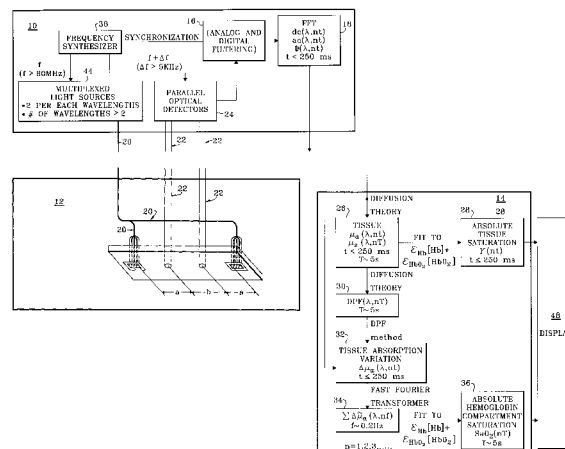 10
38
FREQUENCY
SYNTHESIZER
SYNCHRONIZATION
16
(ANALOG AND
DIGITAL
FILTERING)
FFT
dc(λ,nt)
ac(λ,nt)
Φ(λ,nt)
t < 250 ms
18
f
(f > 80MHz)
44
f+Δf
(Δf > 5KHz)
MULTIPLEXED
LIGHT SOURCES
•2 PER EACH WAVELENGTHS
•# OF WAVELENGTHS > 2
PARALLEL
OPTICAL
DETECTORS
24
20
22
22
12
22
22
20
20
a
b
a
14
DIFFUSION
THEORY
26
TISSUE
μa(λ,nt)
μs(λ,nT)
t < 250 ms
T~5s
FIT TO
εHb[Hb]+
εHbO2[HbO2]
28
28
ABSOLUTE
TISSUE
SATURATION
Y(nt)
t ≤ 250 ms
DIFFUSION
THEORY
30
DPF(λ,nT)
T~5s
DPF
method
32
TISSUE ABSORPTION
VARIATION
Δμa(λ,nt)
t ≤ 250 ms
FAST FOURIER
TRANSFORMER
34
ΣΔμa(λ,nf)
f~0.2Hz
n=1,2,3...
FIT TO
εHb[Hb]+
εHbO2[HbO2]
36
ABSOLUTE
HEMOGLOBIN
COMPARTMENT
SATURATION
SaO2(nT)
T~5s
48
DISPLA